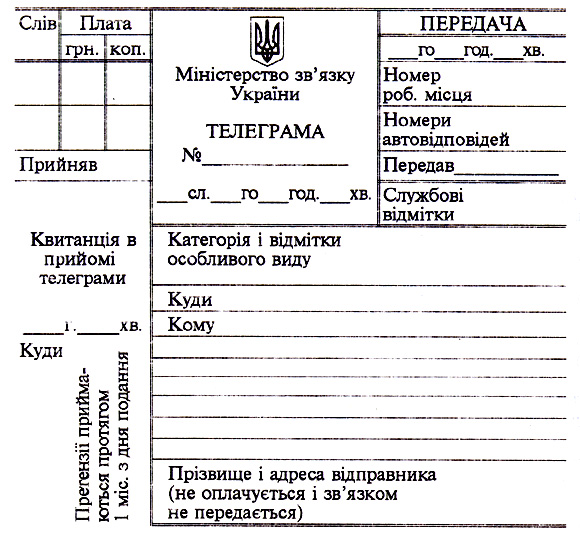 Слів
Плата
грн.
коп.
Прийняв
Міністерство зв’язку
України
ТЕЛЕГРАМА
№____________
___сл.___го___год.___хв.
ПЕРЕДАЧА
___го___год.___хв.
Номер
роб. місця
Номери
автовідповідей
Передав__________
Службові
відмітки
Квитанція в
прийомі
телеграми
____г.____хв.
Куди
Претензії прийма-
ються протягом
1 міс. з дня подання
Категорія і відмітки
особливого виду
Куди
Кому
Прізвище і адреса відправника
(не оплачується і зв’язком
не передається)